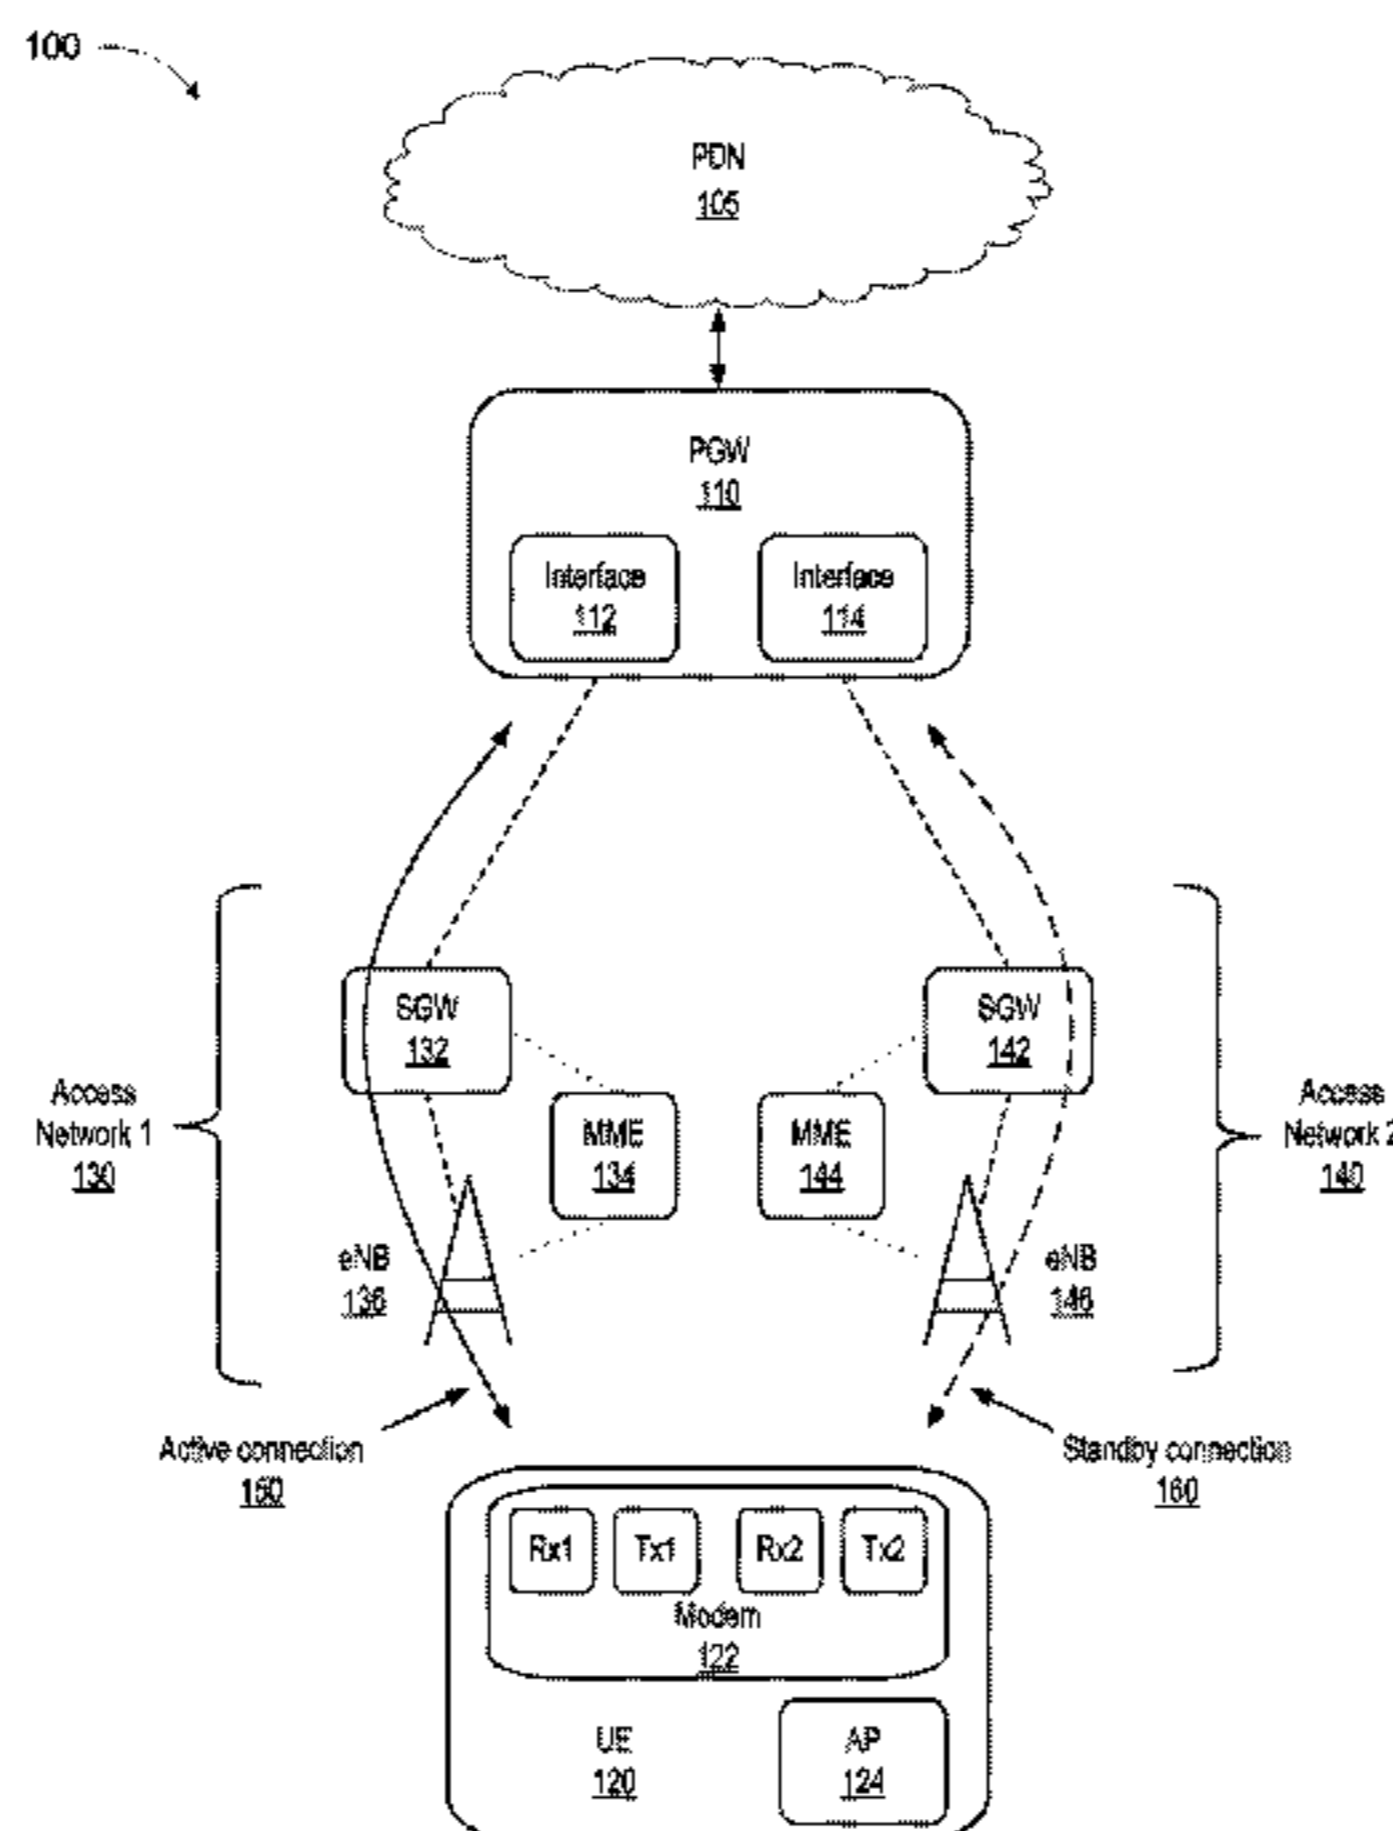 100
PDN
105
PGW
110
Interface
112
Interface
114
SGW
132
SGW
142
Access
Network 1
130
MME
134
MME
144
Access
Network 2
140
eNB
136
eNB
146
Active connection
150
Standby connection
160
Rx1
Tx1
Rx2
Tx2
Modem
122
UE
120
AP
124